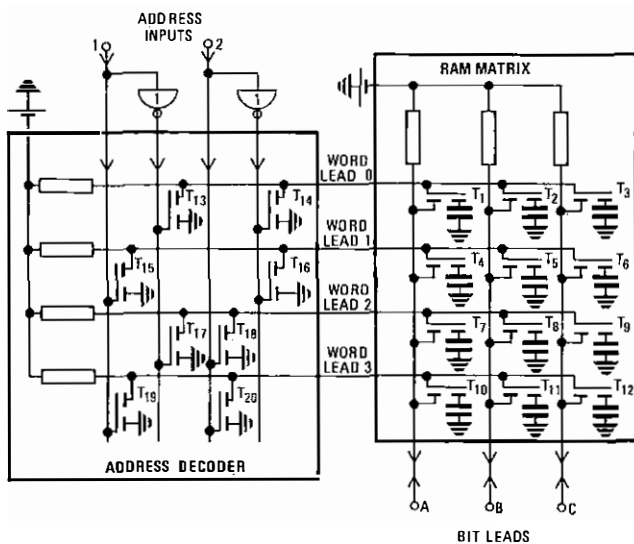 ADDRESS
INPUTS
1 2
1 1
RAM MATRIX
WORD
LEAD 0
T13 T14
T1 T2 T3
WORD
LEAD 1
T15 T16
T4 T5 T6
WORD
LEAD 2
T17 T18
T7 T8 T9
WORD
LEAD 3
T19 T20
T10 T11 T12
ADDRESS DECODER
A B C
BIT LEADS